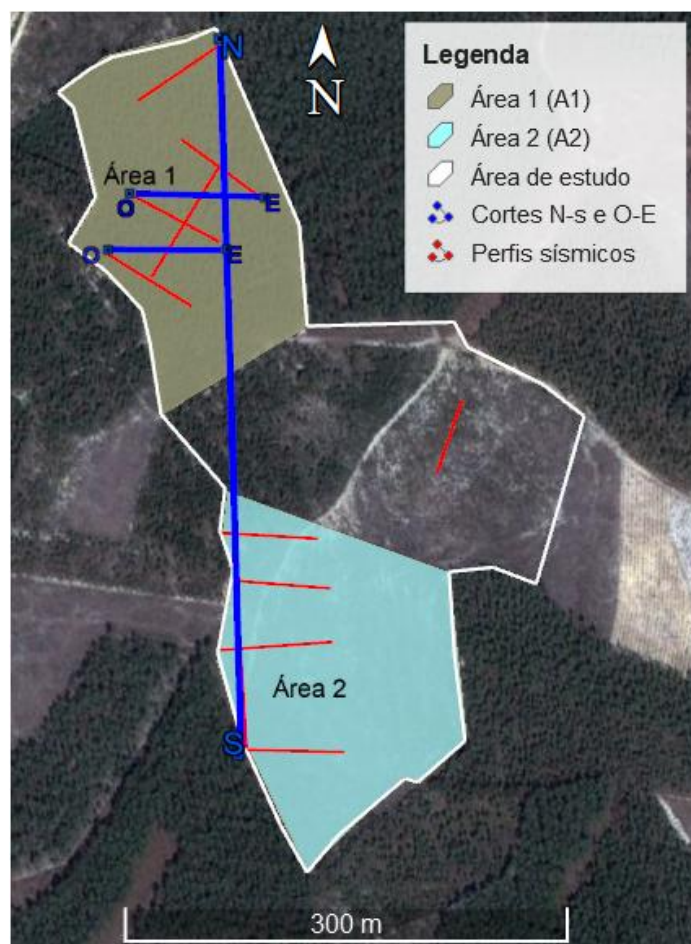 N
N
Legenda
Área 1 (A1)
Área 2 (A2)
Área de estudo
Cortes N-s e O-E
Perfis sísmicos
Área 1
O
E
O
E
Área 2
S
300 m